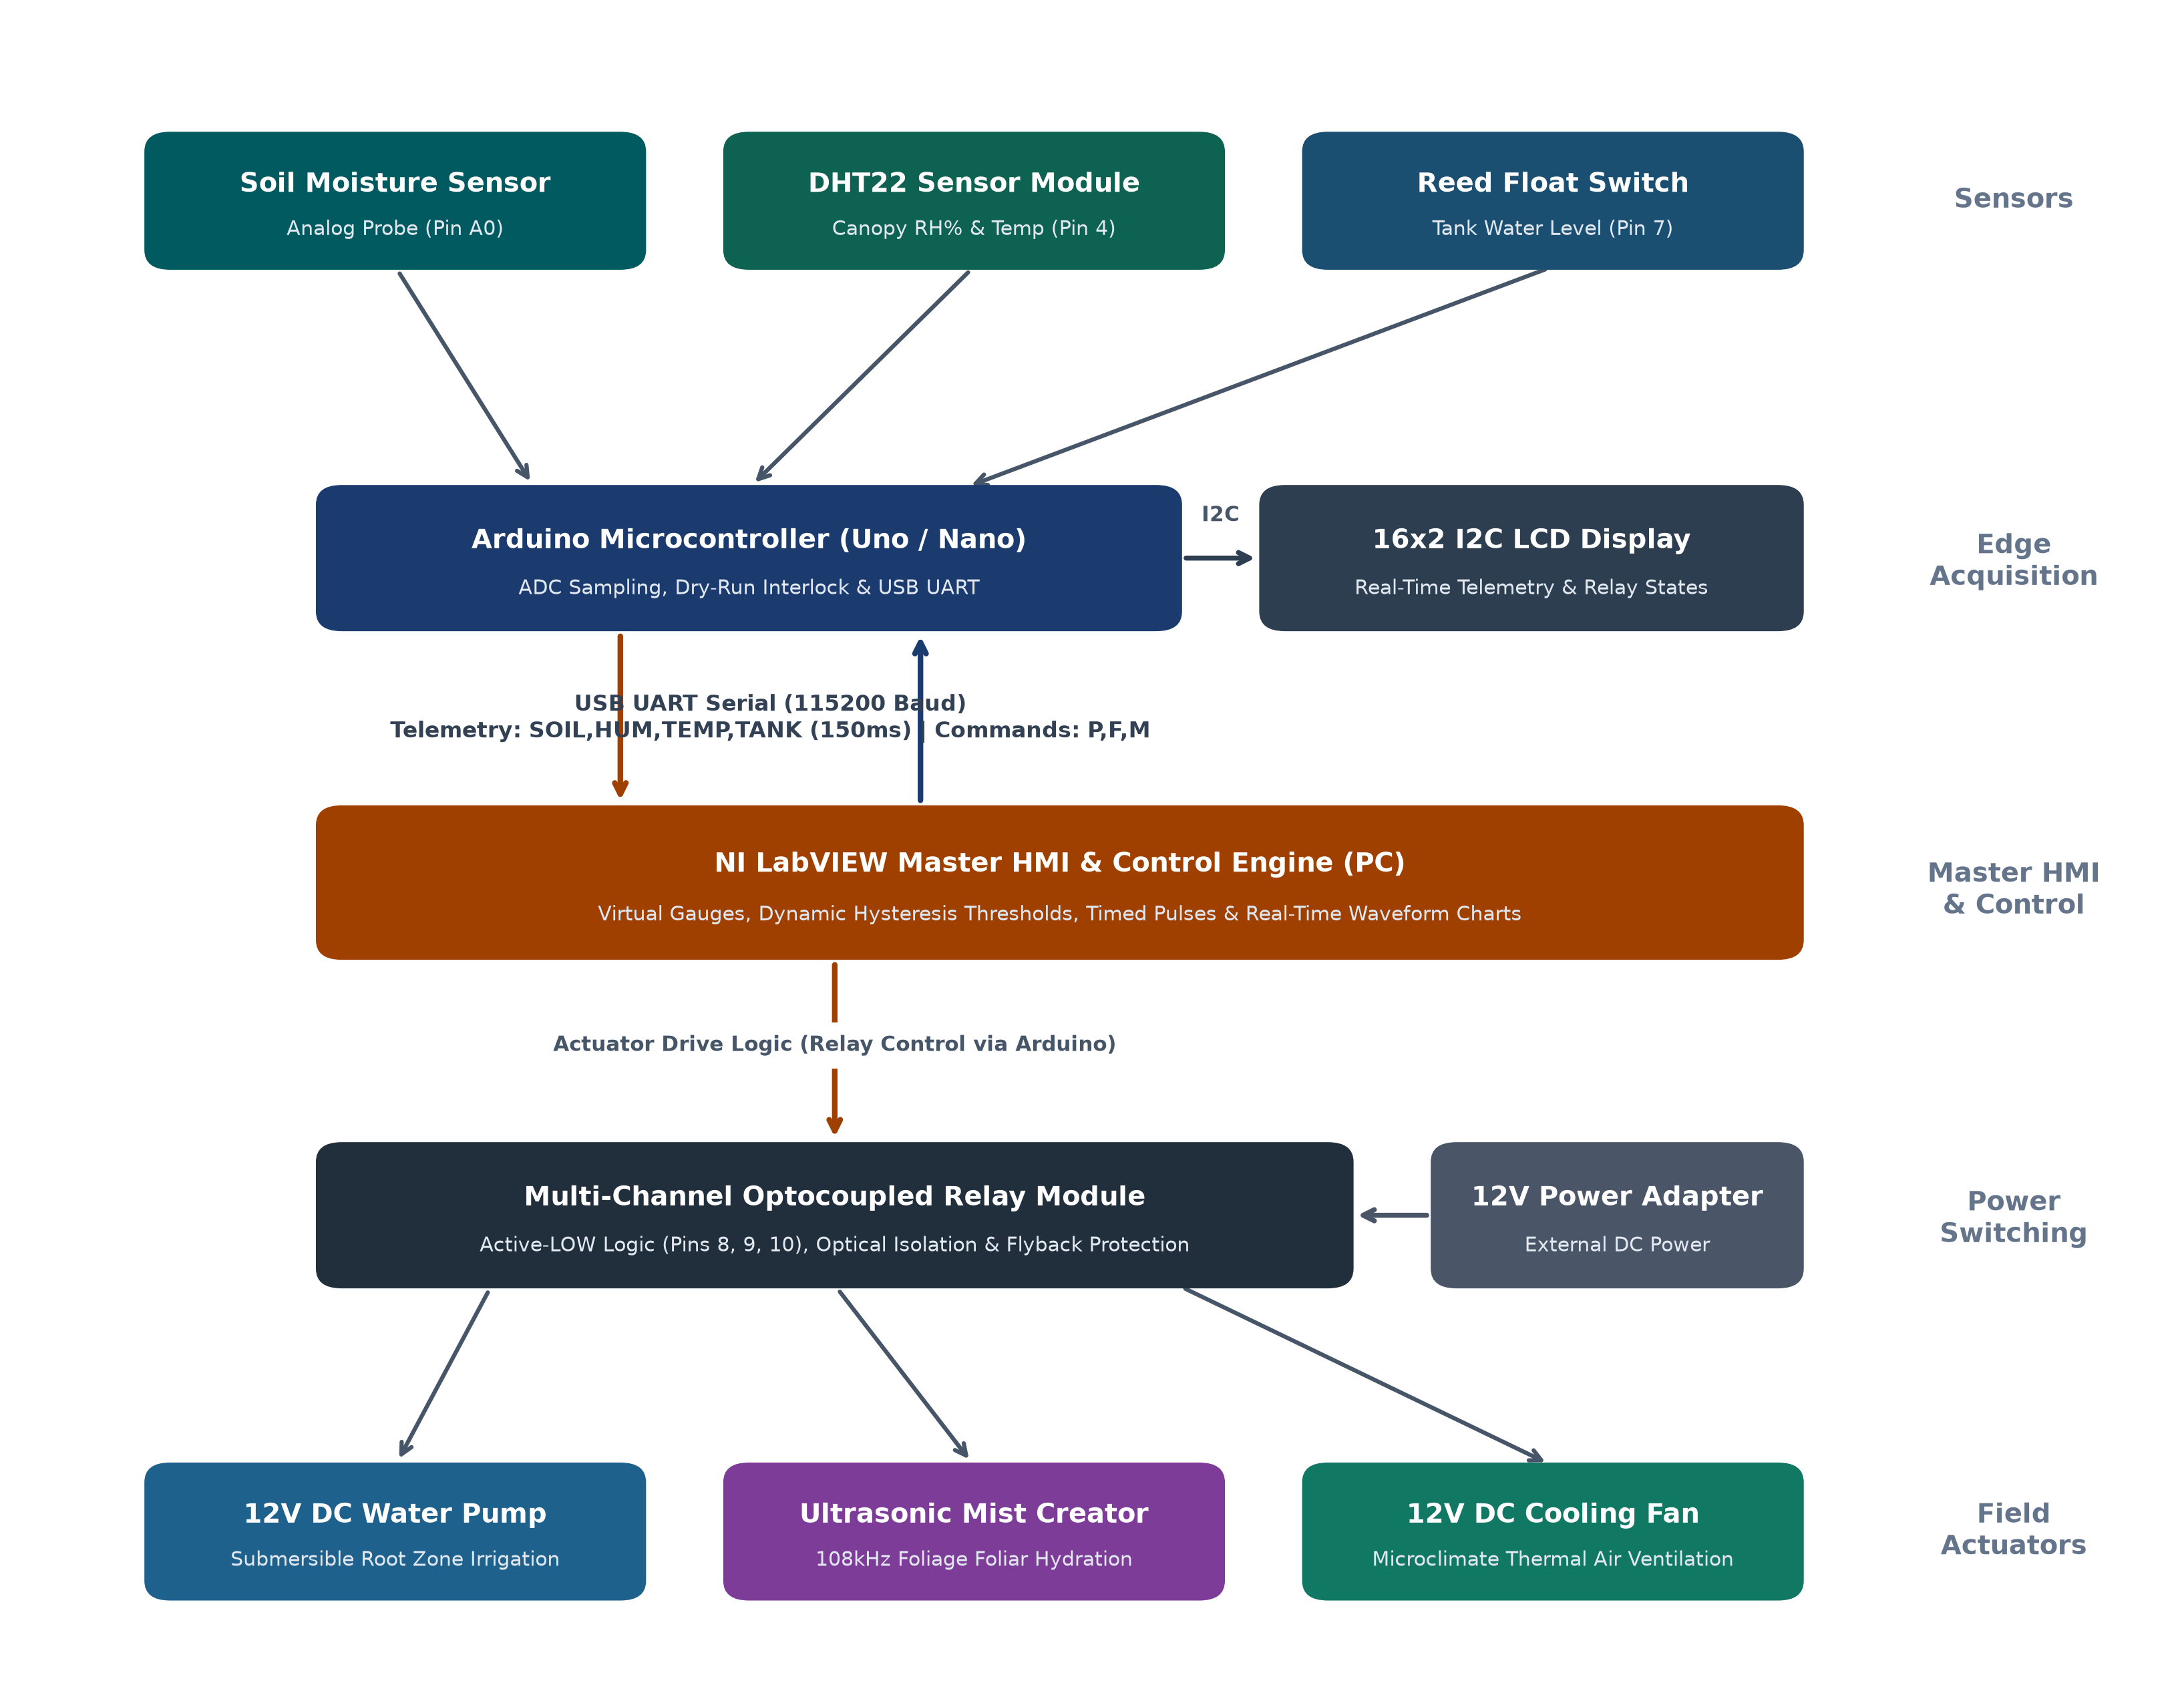 Soil Moisture Sensor
Analog Probe (Pin A0)
DHT22 Sensor Module
Canopy RH% & Temp (Pin 4)
Reed Float Switch
Tank Water Level (Pin 7)
Sensors
Arduino Microcontroller (Uno / Nano)
ADC Sampling, Dry-Run Interlock & USB UART
I2C
16x2 I2C LCD Display
Real-Time Telemetry & Relay States
Edge
Acquisition
USB UART Serial (115200 Baud)
Telemetry: SOIL,HUM,TEMP,TANK (150ms) | Commands: P,F,M
NI LabVIEW Master HMI & Control Engine (PC)
Virtual Gauges, Dynamic Hysteresis Thresholds, Timed Pulses & Real-Time Waveform Charts
Master HMI
& Control
Actuator Drive Logic (Relay Control via Arduino)
Multi-Channel Optocoupled Relay Module
Active-LOW Logic (Pins 8, 9, 10), Optical Isolation & Flyback Protection
12V Power Adapter
External DC Power
Power
Switching
12V DC Water Pump
Submersible Root Zone Irrigation
Ultrasonic Mist Creator
108kHz Foliage Foliar Hydration
12V DC Cooling Fan
Microclimate Thermal Air Ventilation
Field
Actuators